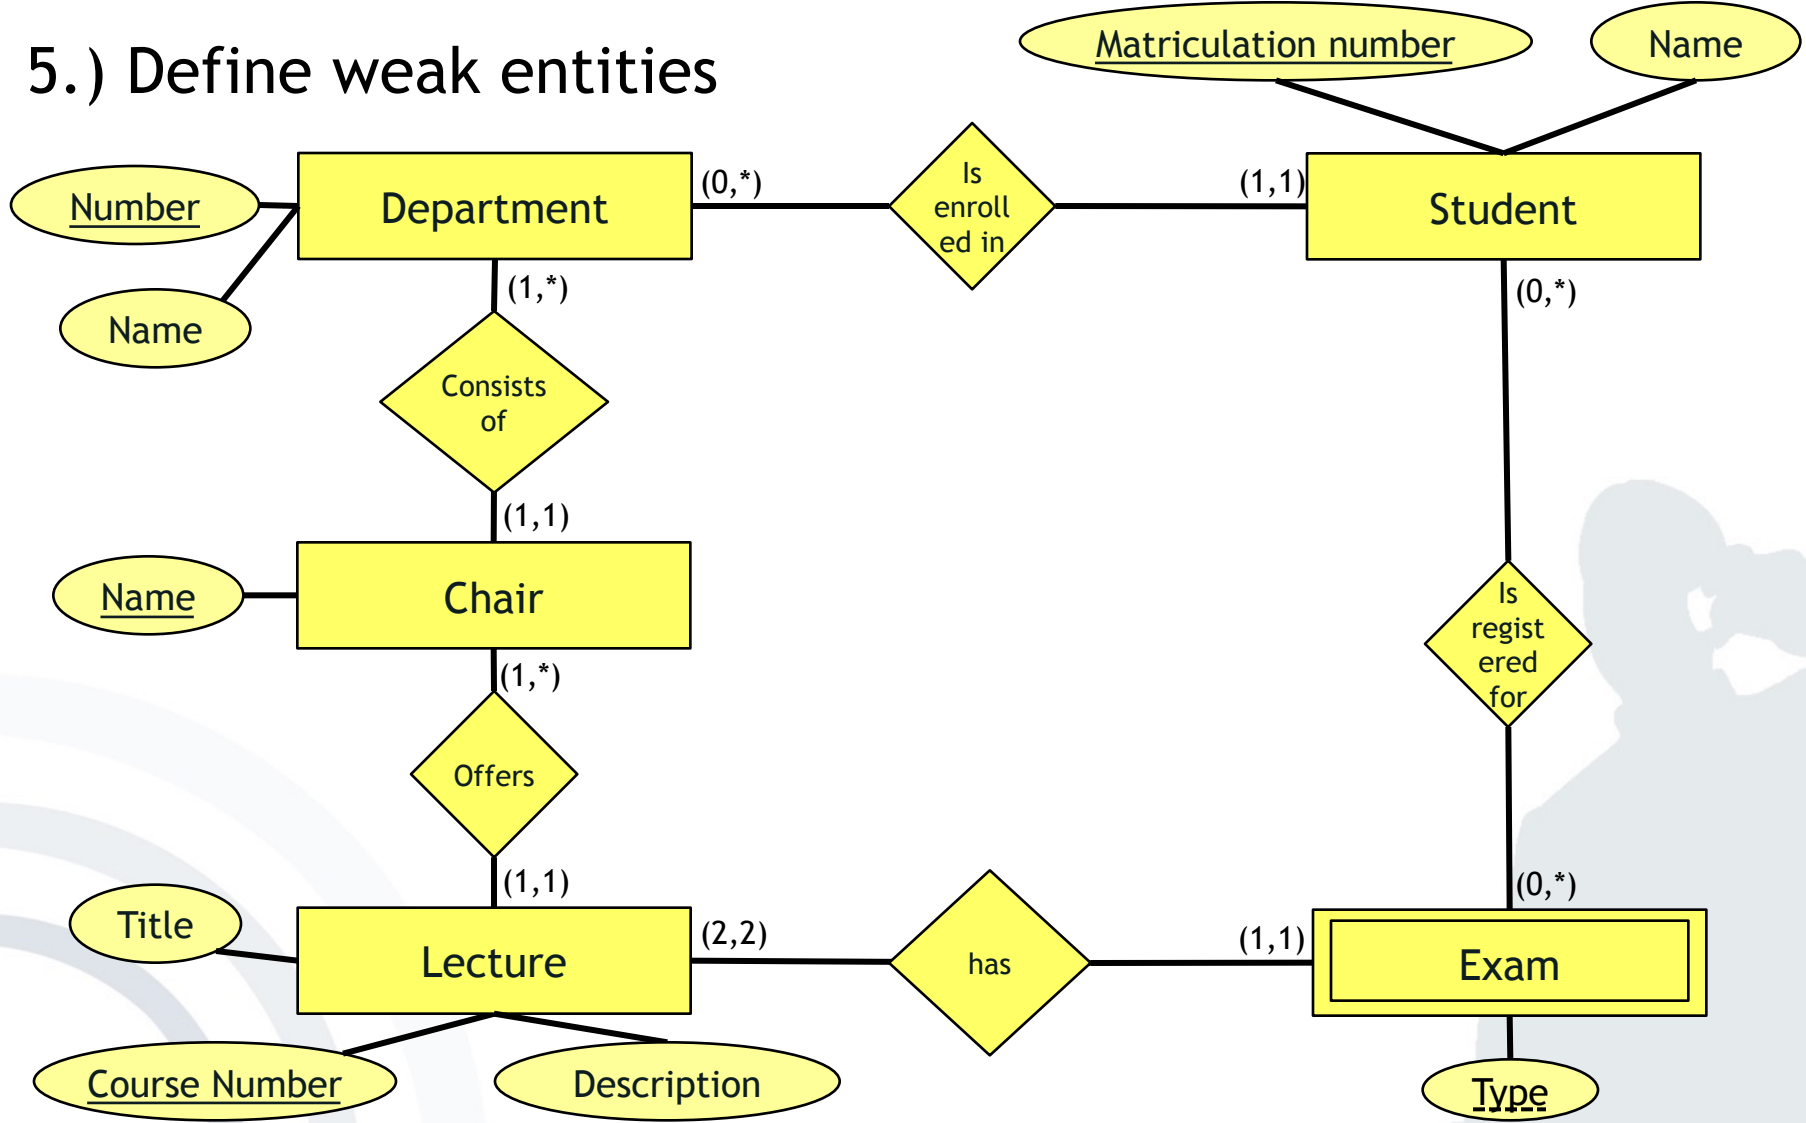 5.) Define weak entities
Matriculation number
Name
Number
Name
Department
(0,*)
Is
enroll
ed in
(1,1)
Student
(1,*)
(0,*)
Consists
of
(1,1)
Name
Chair
(1,*)
Is
regist
ered
for
Offers
(1,1)
(0,*)
Title
Lecture
(2,2)
has
(1,1)
Exam
Course Number
Description
Type